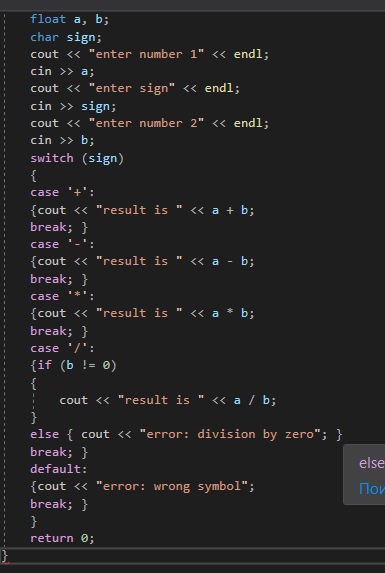 float a, b;
char sign;
cout << "enter number 1" << endl;
cin >> a;
cout << "enter sign" << endl;
cin >> sign;
cout << "enter number 2" << endl;
cin >> b;
switch (sign)
{
case '+':
{cout << "result is " << a + b;
break; }
case '-':
{cout << "result is " << a - b;
break; }
case '*':
{cout << "result is " << a * b;
break; }
case '/':
{if (b != 0)
{
cout << "result is " << a / b;
}
else { cout << "error: division by zero"; }
break; }
default:
{cout << "error: wrong symbol";
break; }
}
return 0;
}
else